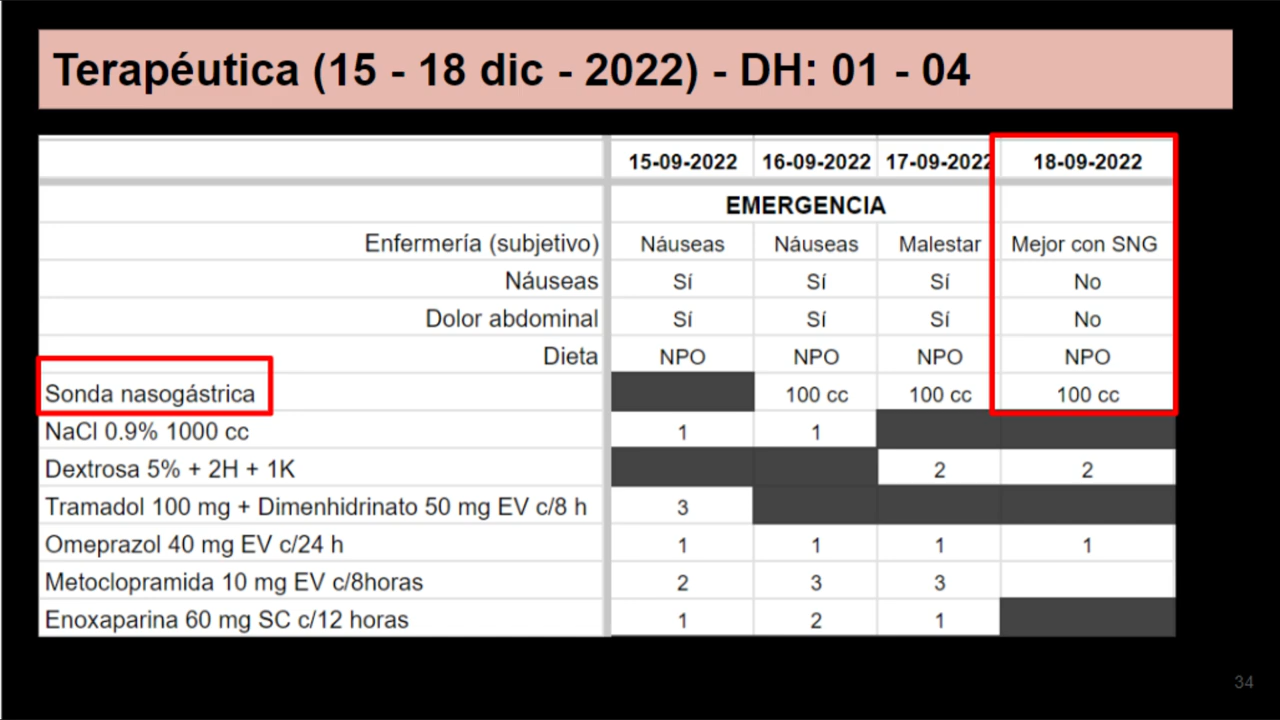 Terapéutica (15 - 18 dic - 2022) - DH: 01 - 04
15-09-2022 16-09-2022 17-09-2022 18-09-2022
EMERGENCIA
Enfermería (subjetivo) Náuseas Náuseas Malestar Mejor con SNG
Náuseas Sí Sí Sí No
Dolor abdominal Sí Sí Sí No
Dieta NPO NPO NPO NPO
Sonda nasogástrica 100 cc 100 cc 100 cc
NaCl 0.9% 1000 cc 1 1
Dextrosa 5% + 2H + 1K 2 2
Tramadol 100 mg + Dimenhidrinato 50 mg EV c/8 h 3
Omeprazol 40 mg EV c/24 h 1 1 1 1
Metoclopramida 10 mg EV c/8horas 2 3 3
Enoxaparina 60 mg SC c/12 horas 1 2 1
34